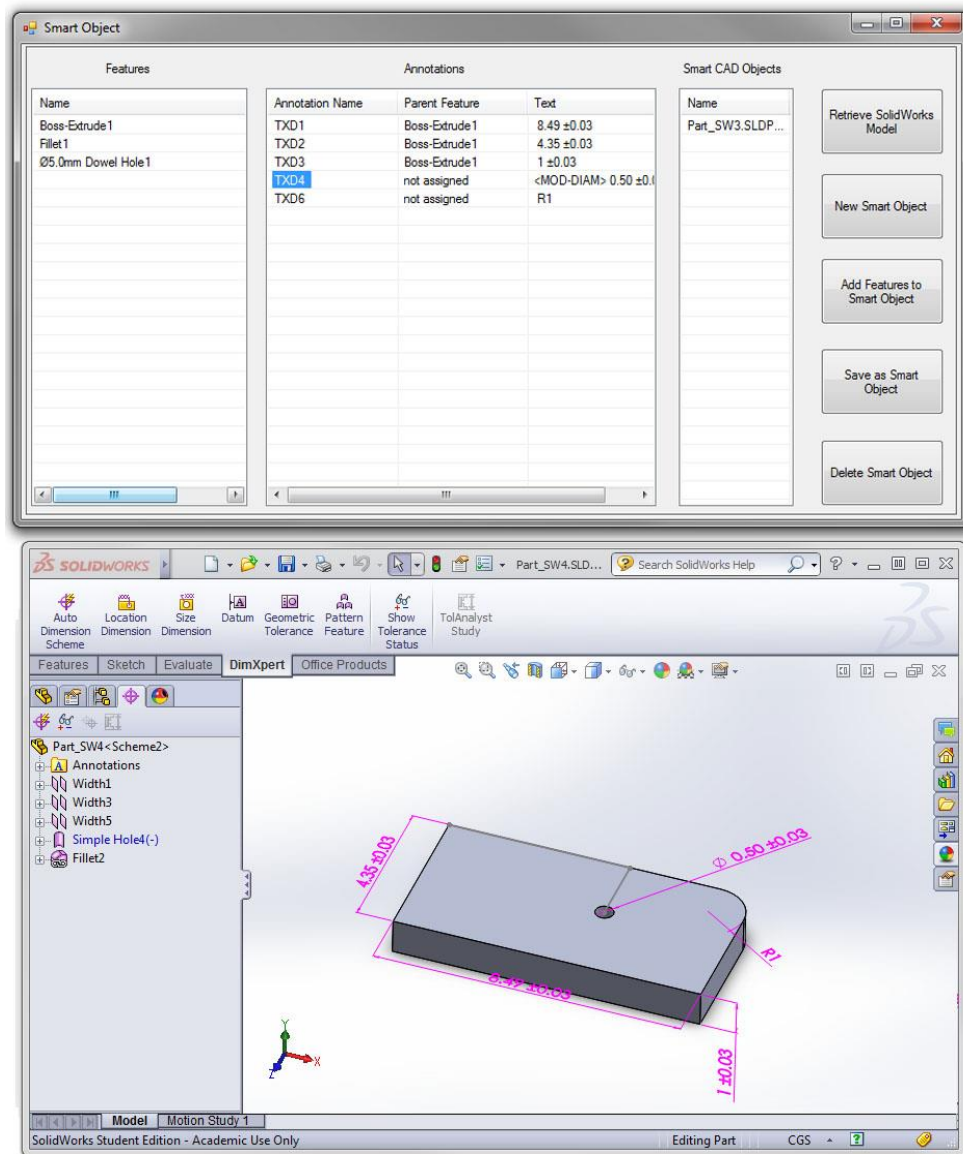 Smart Object
Features
Annotations
Smart CAD Objects
Name
Annotation Name Parent Feature Text
Name
Boss-Extrude1
Fillet1
Ø5.0mm Dowel Hole1
TXD1 Boss-Extrude1 8.49 ±0.03
TXD2 Boss-Extrude1 4.35 ±0.03
TXD3 Boss-Extrude1 1 ±0.03
TXD4 not assigned <MOD-DIAM> 0.50 ±0.0
TXD6 not assigned R1
Part_SW3.SLDP...
Retrieve SolidWorks
Model
New Smart Object
Add Features to
Smart Object
Save as Smart
Object
Delete Smart Object
SOLIDWORKS
Part_SW4.SLD...
Search SolidWorks Help
Auto
Dimension
Scheme
Location
Dimension
Size
Dimension
Datum
Geometric
Tolerance
Pattern
Feature
Show
Tolerance
Status
TolAnalyst
Study
Features Sketch Evaluate DimXpert Office Products
Part_SW4<Scheme2>
Annotations
Width1
Width3
Width5
Simple Hole4(-)
Fillet2
4.35 ±0.03
Φ 0.50 ±0.03
R1
8.49 ±0.03
1 ±0.03
Y
X
Z
Model Motion Study 1
SolidWorks Student Edition - Academic Use Only
Editing Part
CGS